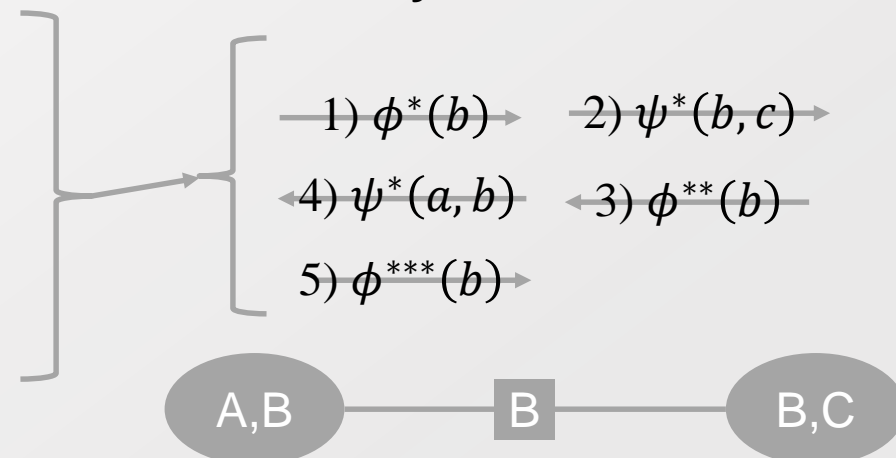 1) 𝜙*(b) 2) 𝜓*(b, c)
4) 𝜓*(a, b) 3) 𝜙**(b)
5) 𝜙***(b)
A,B B B,C